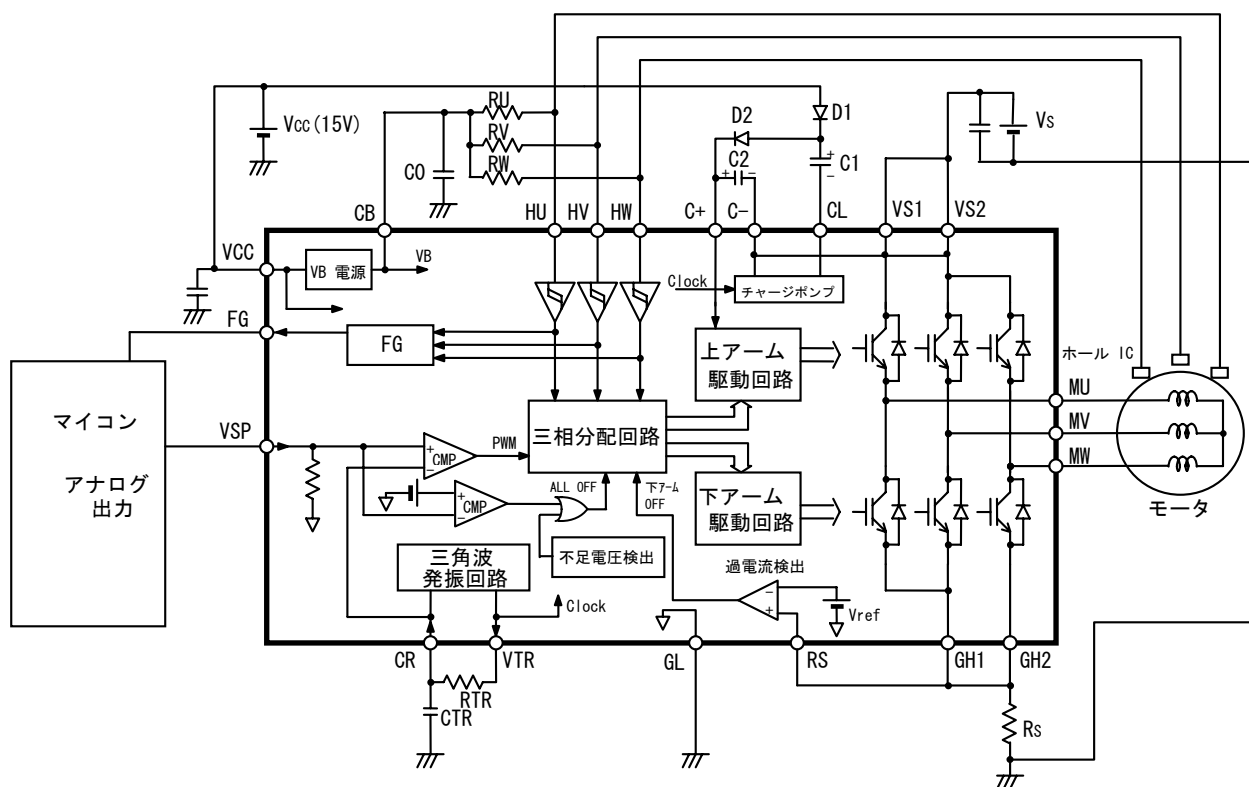 RU
VCC(15V)
D2
D1
VS
RV
C2
+
-
+
-
C1
C0
RW
CB
HU
HV
HW
C+
C-
CL
VS1
VS2
VCC
VB 電源
VB
Clock
チャージポンプ
FG
FG
上アーム
駆動回路
ホール IC
マイコン
アナログ
出力
VSP
+
-
CMP
PWM
三相分配回路
MU
MV
MW
+
-
CMP
ALL OFF
下アーム
OFF
下アーム
駆動回路
モータ
不足電圧検出
三角波
発振回路
過電流検出
-
+
Vref
Clock
CR
VTR
GL
RS
GH1
GH2
RTR
CTR
RS